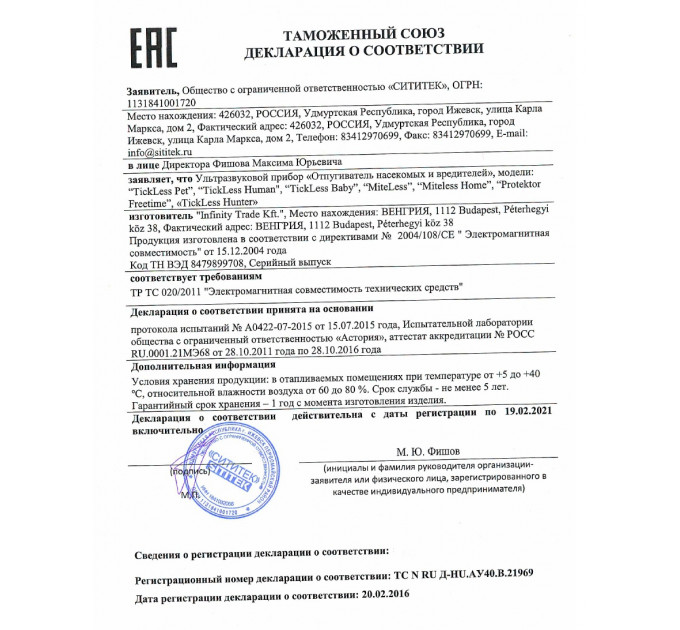 EAC
ТАМОЖЕННЫЙ СОЮЗ
ДЕКЛАРАЦИЯ О СООТВЕТСТВИИ
Заявитель, Общество с ограниченной ответственностью «СИТИТЕК», ОГРН:
1131841001720
Место нахождения: 426032, РОССИЯ, Удмуртская Республика, город Ижевск, улица Карла
Маркса, дом 2, Фактический адрес: 426032, РОССИЯ, Удмуртская Республика, город
Ижевск, улица Карла Маркса, дом 2, Телефон: 83412970699, Факс: 83412970699, E-mail:
info@sititek.ru
в лице Директора Фишова Максима Юрьевича
заявляет, что Ультразвуковой прибор «Отпугиватель насекомых и вредителей», модели:
“TickLess Pet”, “TickLess Human", “TickLess Baby”, “MiteLess”, “Miteless Home”, “Protektor
Freetime”, «TickLess Hunter»
изготовитель "Infinity Trade Kft.", Место нахождения: ВЕНГРИЯ, 1112 Budapest, Péterhegyi
köz 38, Фактический адрес: ВЕНГРИЯ, 1112 Budapest, Péterhegyi köz 38
Продукция изготовлена в соответствии с директивами № 2004/108/СЕ " Электромагнитная
совместимость" от 15.12.2004 года
Код ТН ВЭД 8479899708, Серийный выпуск
соответствует требованиям
ТР ТС 020/2011 "Электромагнитная совместимость технических средств"
Декларация о соответствии принята на основании
протокола испытаний № А0422-07-2015 от 15.07.2015 года, Испытательной лаборатории
общества с ограниченный ответственностью «Астория», аттестат аккредитации № РОСС
RU.0001.21МЭ68 от 28.10.2011 года по 28.10.2016 года
Дополнительная информация
Условия хранения продукции: в отапливаемых помещениях при температуре от +5 до +40
°С, относительной влажности воздуха от 60 до 80 %. Срок службы - не менее 5 лет.
Гарантийный срок хранения – 1 год с момента изготовления изделия.
Декларация о соответствии действительна с даты регистрации по 19.02.2021
включительно
«СИТИТЕК»
SITITEK
1131841001720
(подпись)
М.П.
М. Ю. Фишов
(инициалы и фамилия руководителя организации-
заявителя или физического лица, зарегистрированного в
качестве индивидуального предпринимателя)
Сведения о регистрации декларации о соответствии:
Регистрационный номер декларации о соответствии: ТС N RU Д-HU.АУ40.В.21969
Дата регистрации декларации о соответствии: 20.02.2016